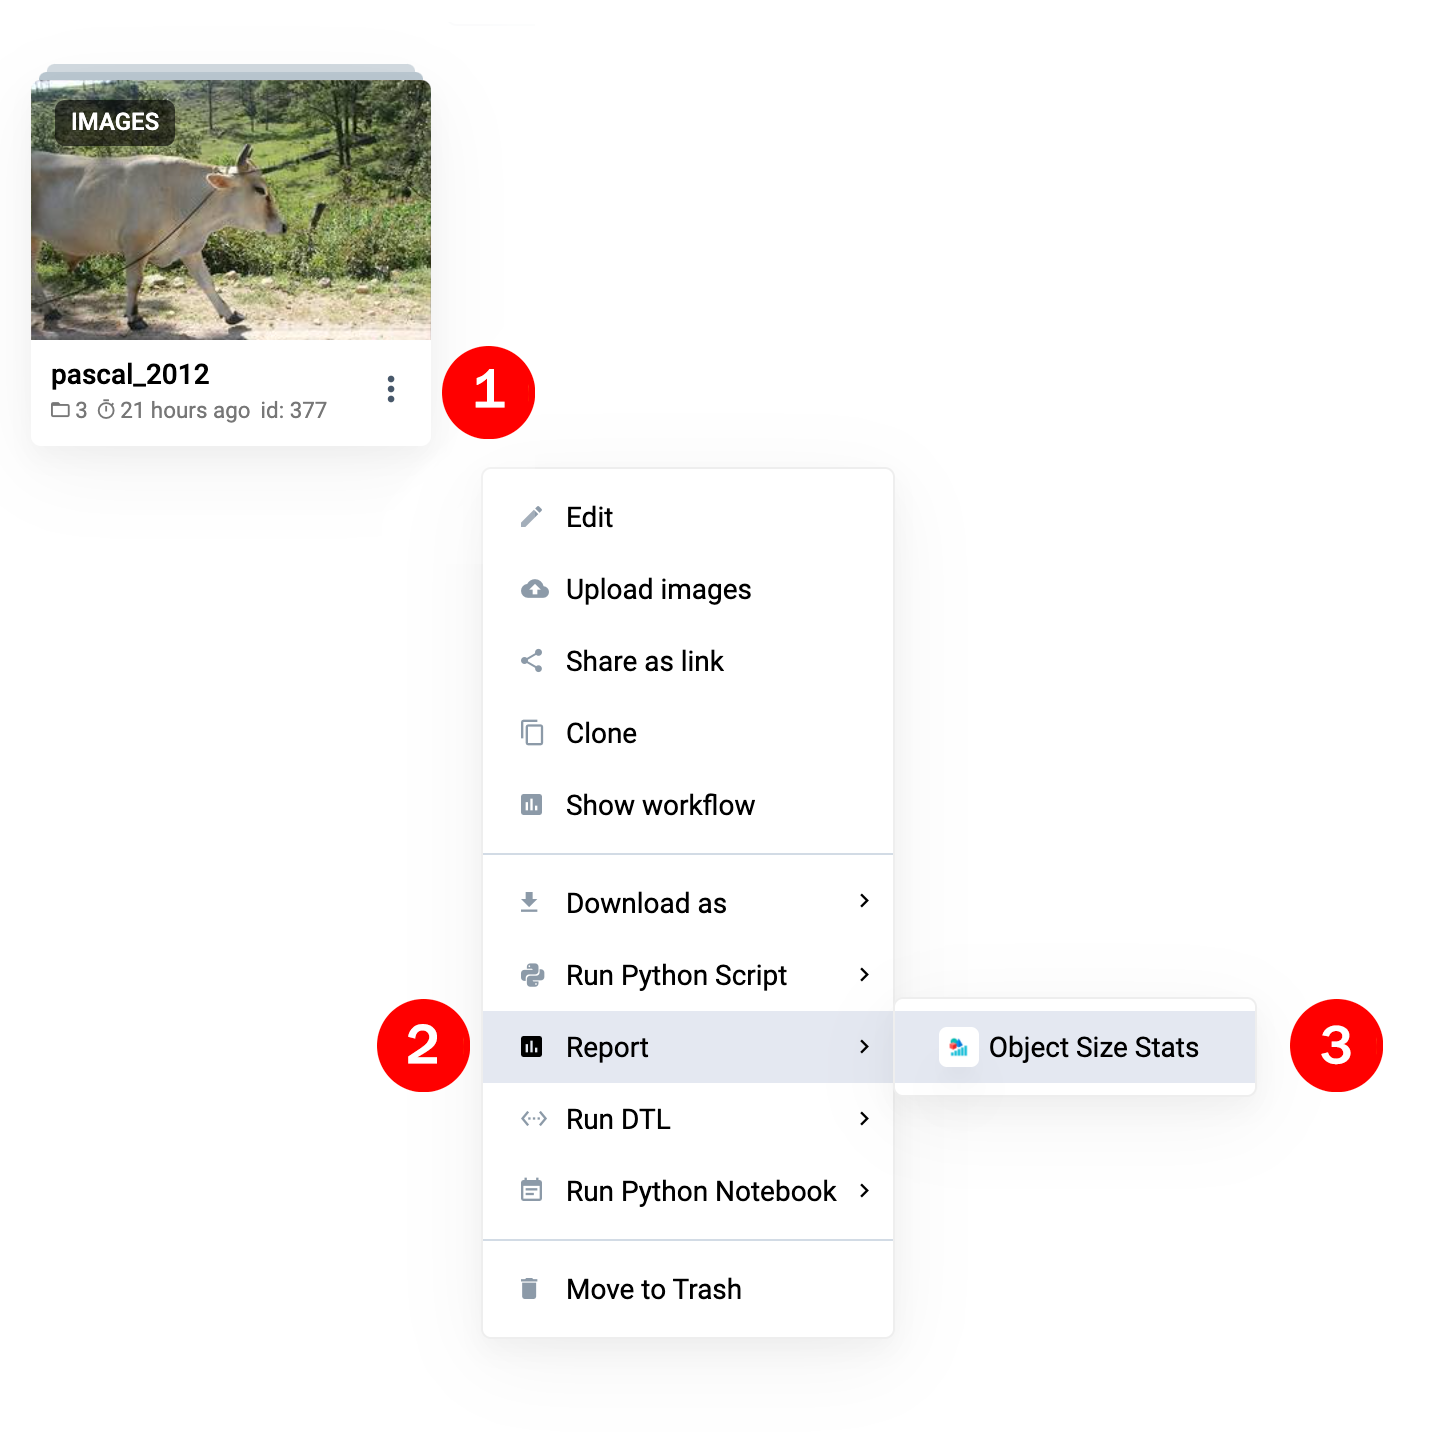 IMAGES
pascal_2012
3 21 hours ago id: 377
1
Edit
Upload images
Share as link
Clone
Show workflow
Download as
Run Python Script
2 Report Object Size Stats 3
Run DTL
Run Python Notebook
Move to Trash